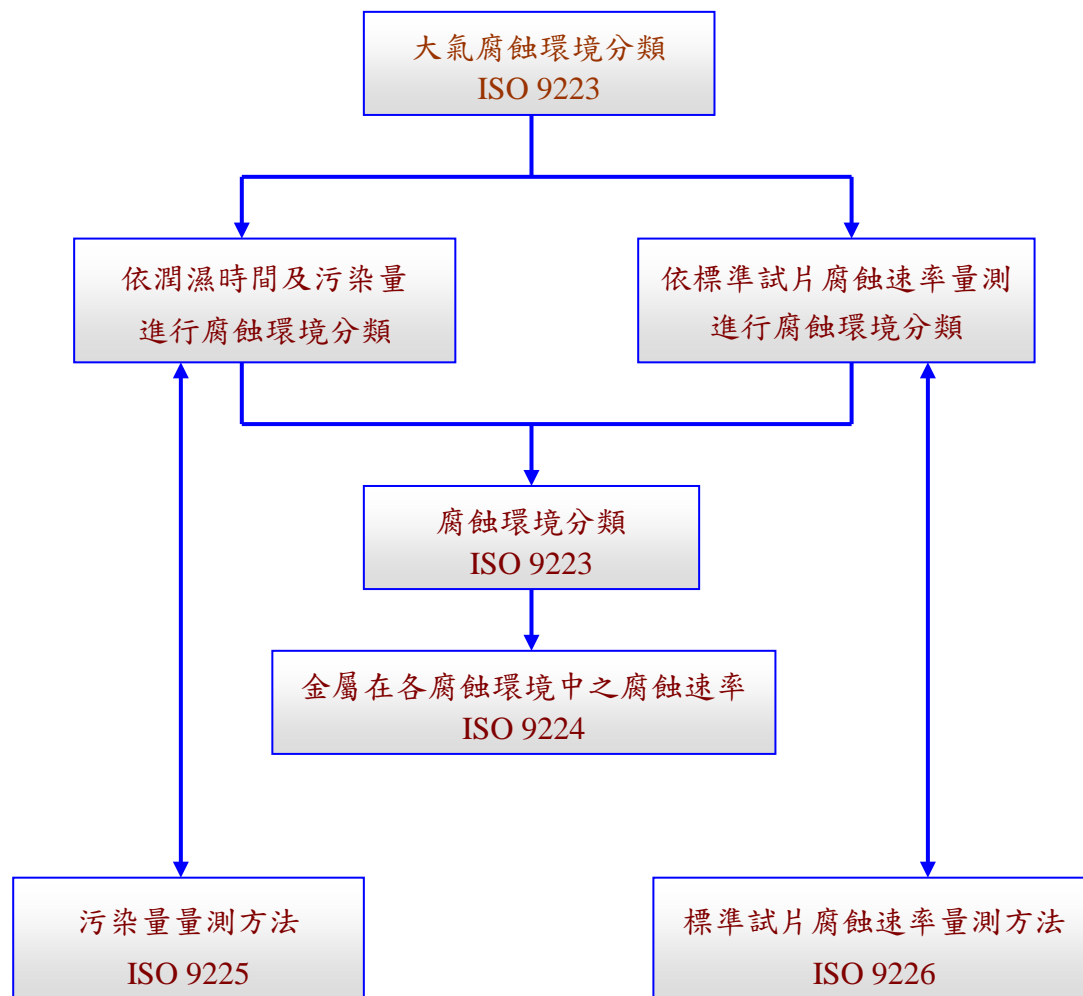 大氣腐蝕環境分類
ISO 9223
依潤濕時間及污染量
進行腐蝕環境分類
依標準試片腐蝕速率量測
進行腐蝕環境分類
腐蝕環境分類
ISO 9223
金屬在各腐蝕環境中之腐蝕速率
ISO 9224
污染量量測方法
ISO 9225
標準試片腐蝕速率量測方法
ISO 9226